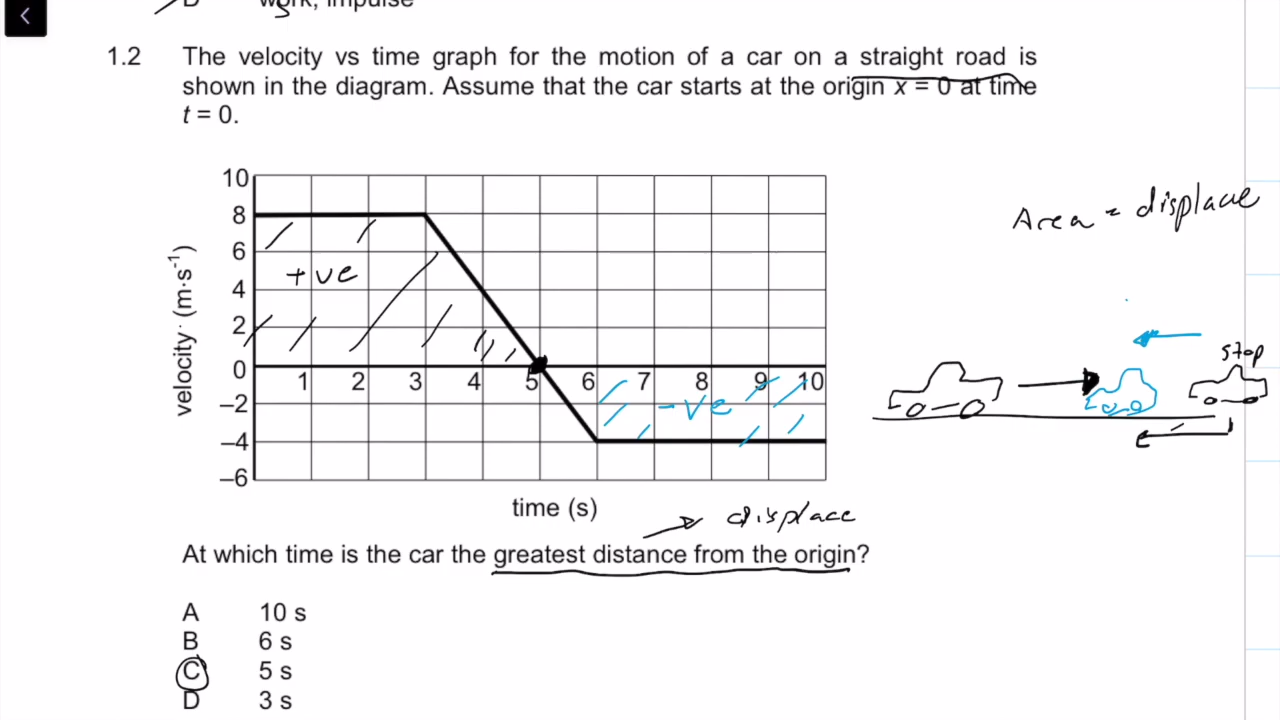 D work, impulse
1.2 The velocity vs time graph for the motion of a car on a straight road is
shown in the diagram. Assume that the car starts at the origin x = 0 at time
t = 0.
10
8
6
4
2
0
–2
–4
–6
velocity (m·s⁻¹)
1 2 3 4 5 6 7 8 9 10
time (s)
+ve
-ve
Area = displace
stop
displace
At which time is the car the greatest distance from the origin?
A 10 s
B 6 s
C 5 s
D 3 s